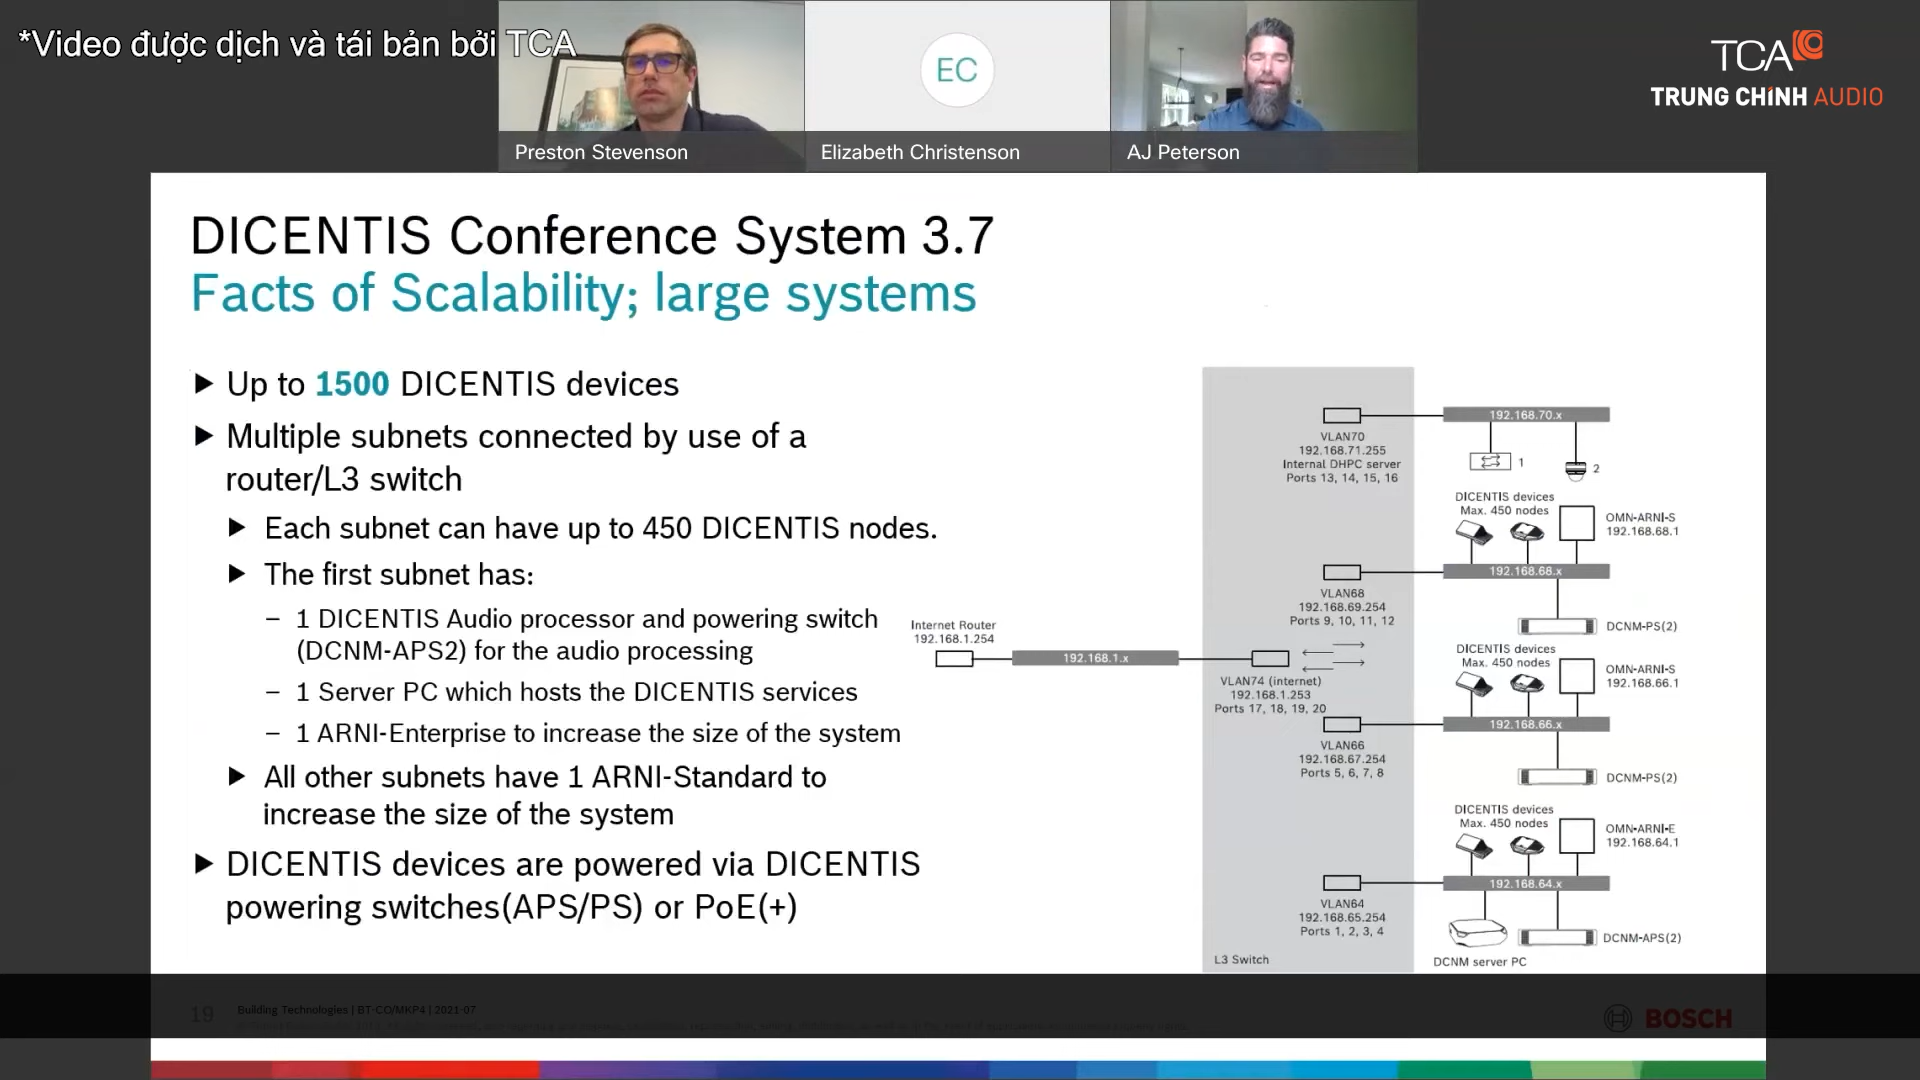 *Video được dịch và tái bản bởi TCA
EC
TCA
TRUNG CHÍNH AUDIO
Preston Stevenson
Elizabeth Christenson
AJ Peterson
DICENTIS Conference System 3.7
Facts of Scalability; large systems
Up to 1500 DICENTIS devices
Multiple subnets connected by use of a
router/L3 switch
Each subnet can have up to 450 DICENTIS nodes.
The first subnet has:
– 1 DICENTIS Audio processor and powering switch
(DCNM-APS2) for the audio processing
– 1 Server PC which hosts the DICENTIS services
– 1 ARNI-Enterprise to increase the size of the system
All other subnets have 1 ARNI-Standard to
increase the size of the system
DICENTIS devices are powered via DICENTIS
powering switches(APS/PS) or PoE(+)
Internet Router
192.168.1.254
192.168.1.x
VLAN74 (internet)
192.168.1.253
Ports 17, 18, 19, 20
VLAN70
192.168.71.255
Internal DHPC server
Ports 13, 14, 15, 16
192.168.70.x
1
2
DICENTIS devices
Max. 450 nodes
OMN-ARNI-S
192.168.68.1
192.168.68.x
VLAN68
192.168.69.254
Ports 9, 10, 11, 12
DCNM-PS(2)
DICENTIS devices
Max. 450 nodes
OMN-ARNI-S
192.168.66.1
192.168.66.x
VLAN66
192.168.67.254
Ports 5, 6, 7, 8
DCNM-PS(2)
DICENTIS devices
Max. 450 nodes
OMN-ARNI-E
192.168.64.1
192.168.64.x
VLAN64
192.168.65.254
Ports 1, 2, 3, 4
DCNM-APS(2)
DCNM server PC
L3 Switch
19
Building Technologies | BT-CO/MKP4 | 2021-07
BOSCH